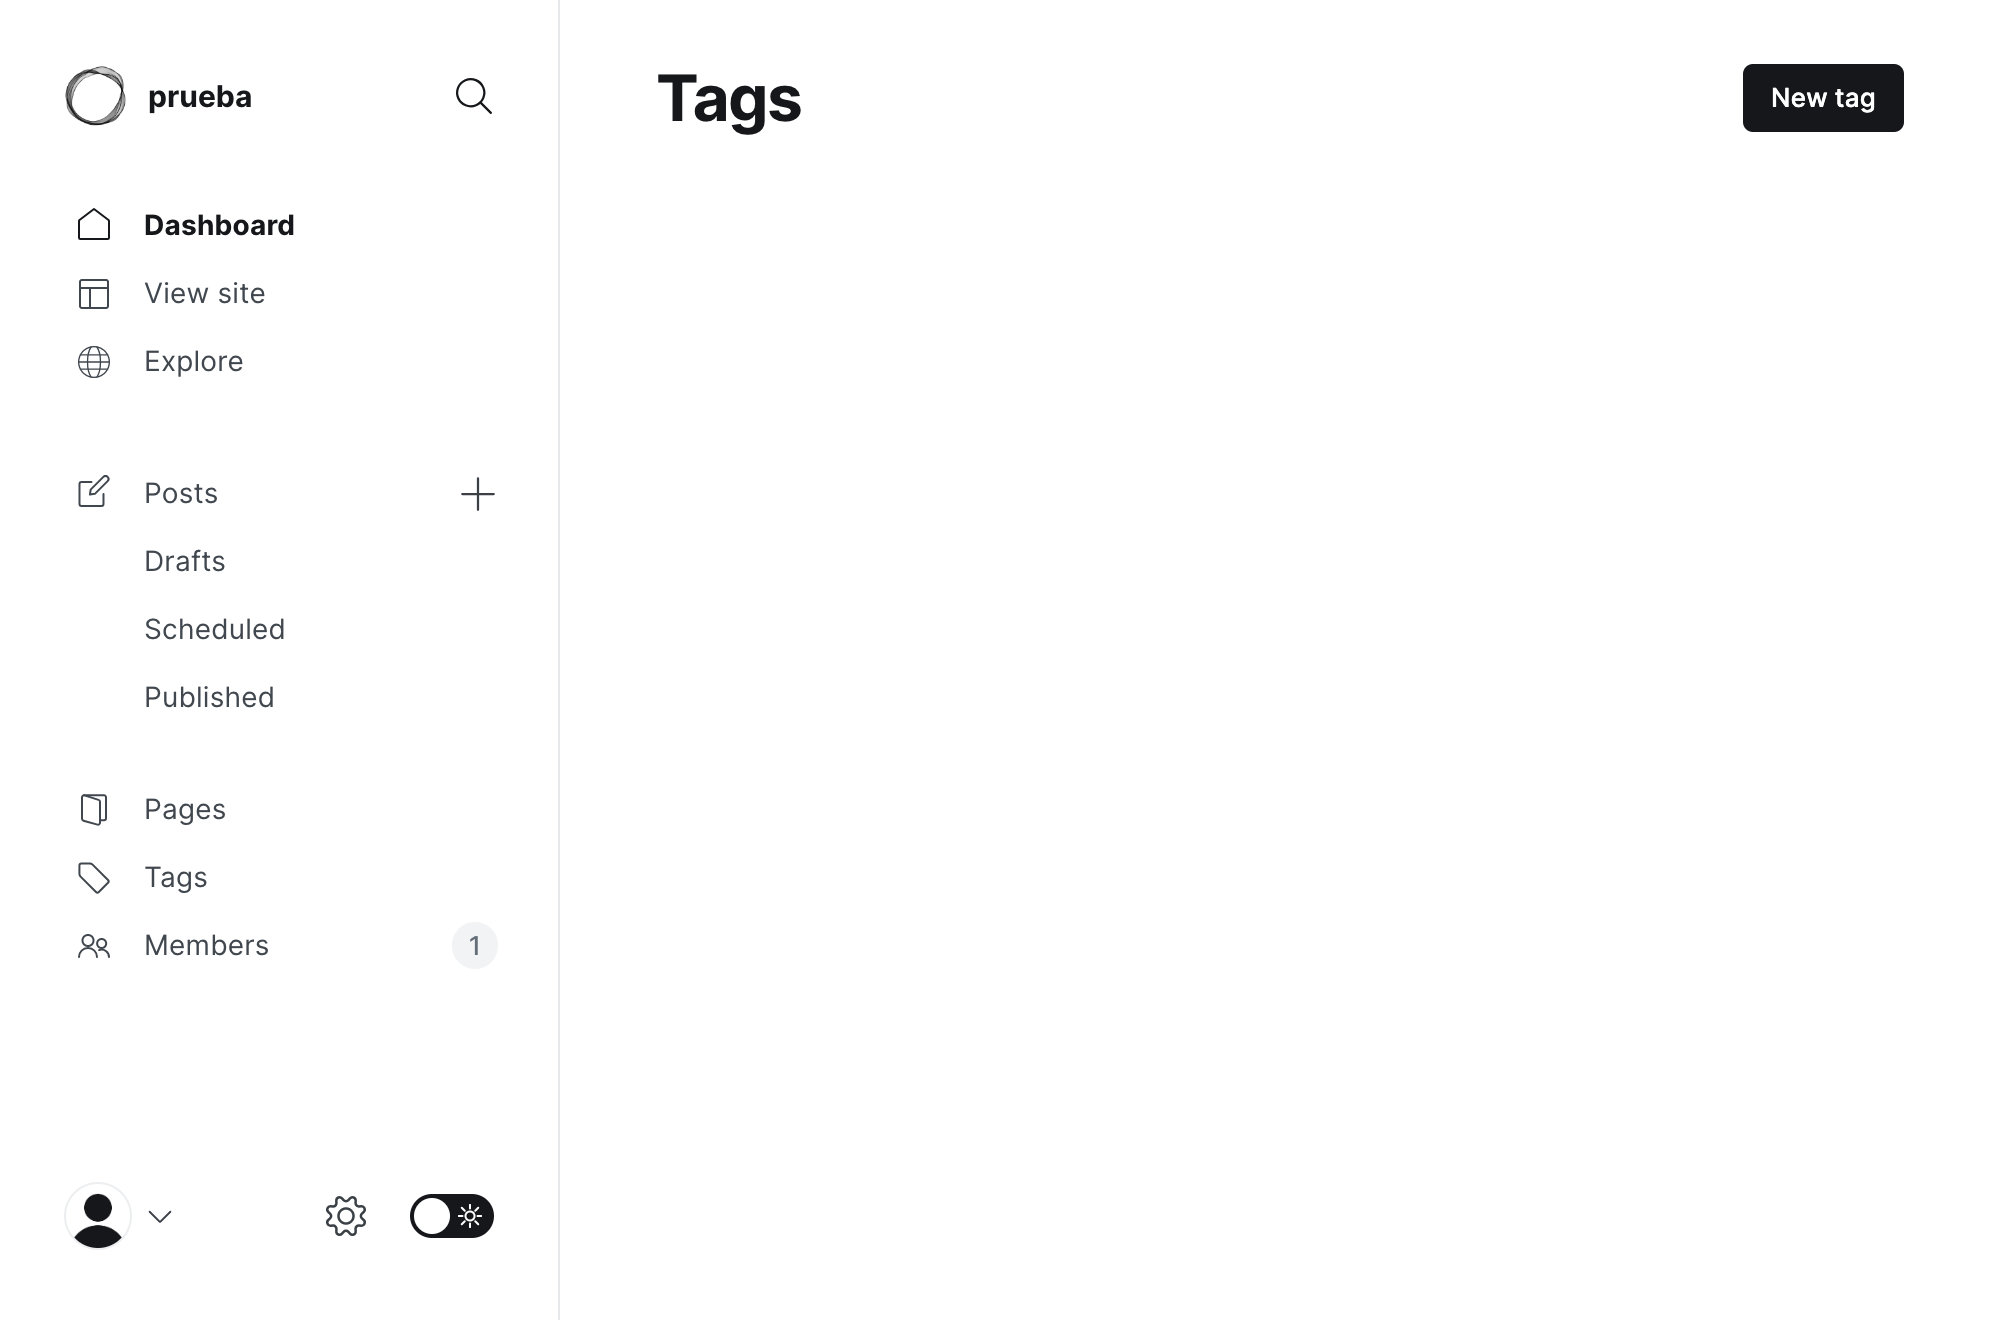 prueba
Dashboard
View site
Explore
Posts
Drafts
Scheduled
Published
Pages
Tags
Members
1
Tags
New tag